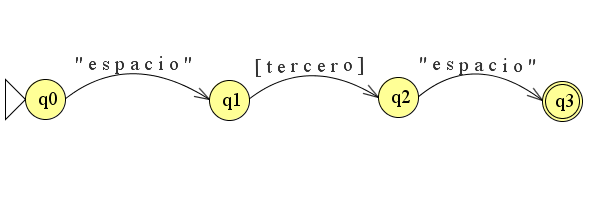 "espacio" [tercero] "espacio"
q0 q1 q2 q3